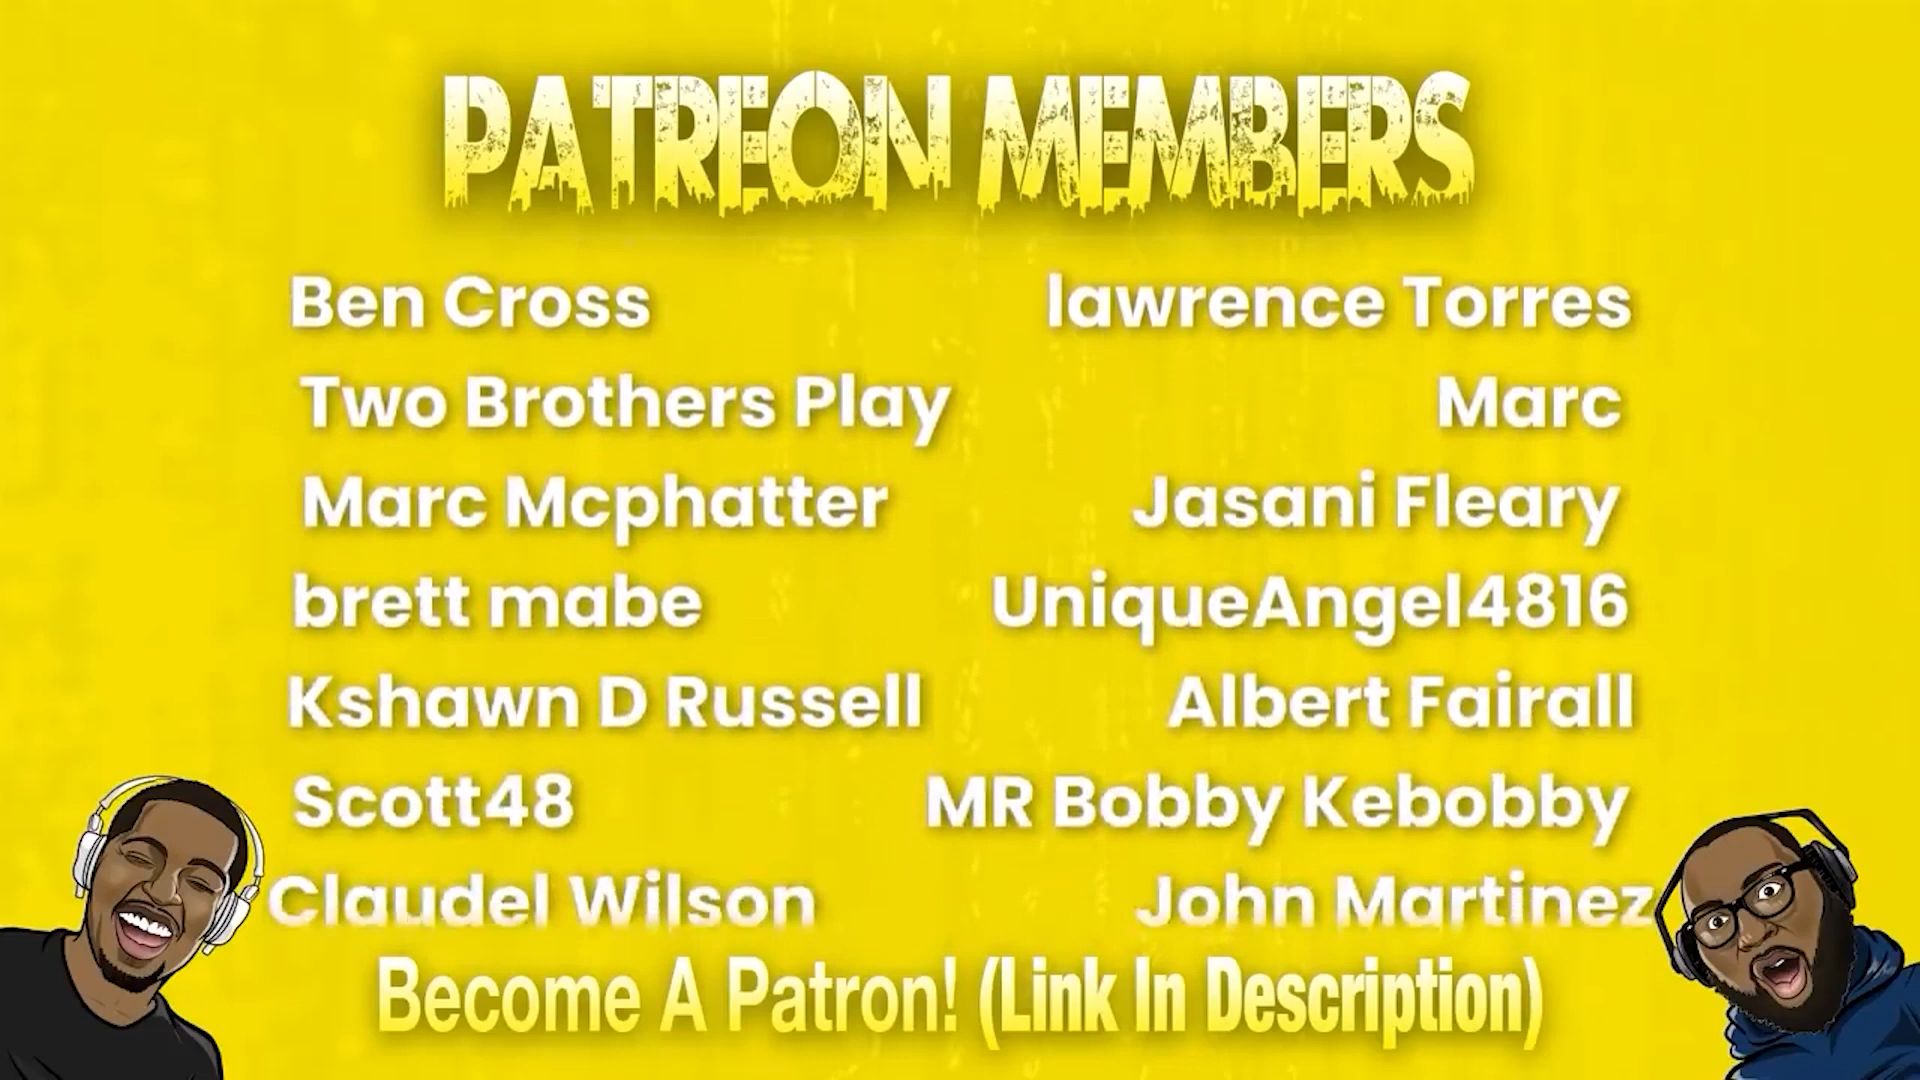 PATREON MEMBERS
Ben Cross
lawrence Torres
Two Brothers Play
Marc
Marc Mcphatter
Jasani Fleary
brett mabe
UniqueAngel4816
Kshawn D Russell
Albert Fairall
Scott48
MR Bobby Kebobby
Claudel Wilson
John Martinez
Become A Patron! (Link In Description)